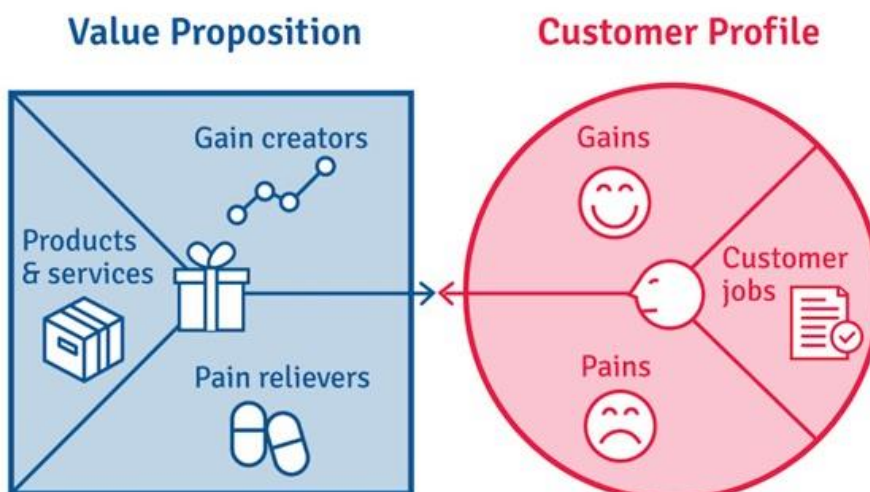 Value Proposition
Customer Profile
Gain creators
Products
& services
Pain relievers
Gains
Customer
jobs
Pains